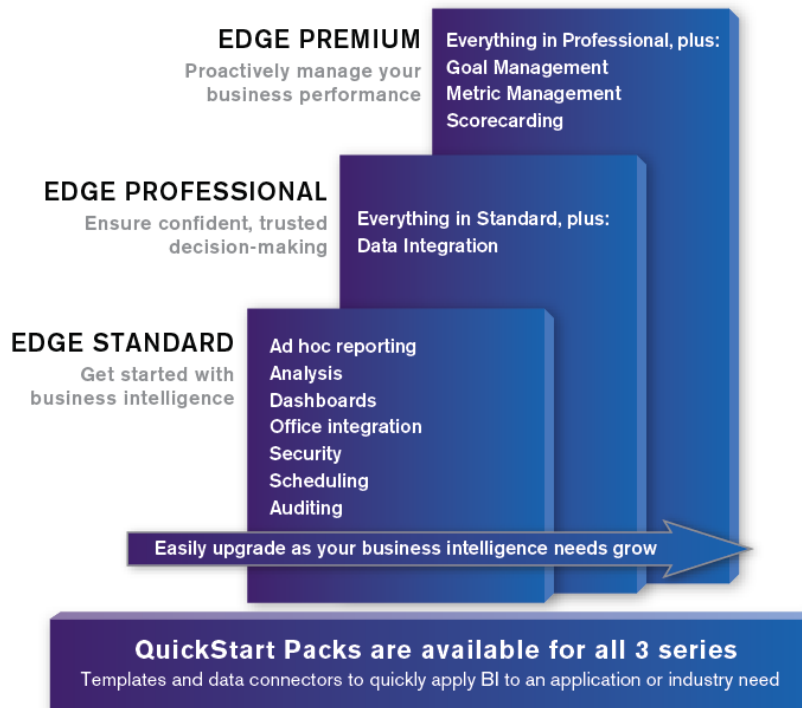 EDGE PREMIUM
Proactively manage your
business performance
Everything in Professional, plus:
Goal Management
Metric Management
Scorecarding
EDGE PROFESSIONAL
Ensure confident, trusted
decision-making
Everything in Standard, plus:
Data Integration
EDGE STANDARD
Get started with
business intelligence
Ad hoc reporting
Analysis
Dashboards
Office integration
Security
Scheduling
Auditing
Easily upgrade as your business intelligence needs grow
QuickStart Packs are available for all 3 series
Templates and data connectors to quickly apply BI to an application or industry need